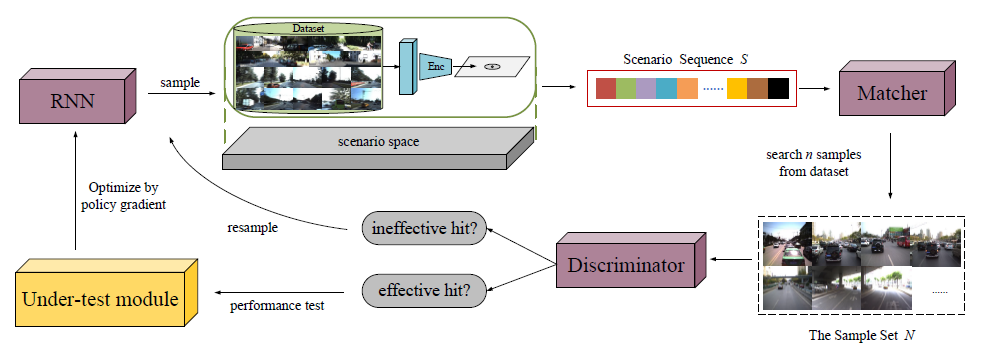 Dataset
Enc
RNN
sample
scenario space
Scenario Sequence S
......
Matcher
search n samples
from dataset
Optimize by
policy gradient
resample
ineffective hit?
effective hit?
Discriminator
Under-test module
performance test
......
The Sample Set N